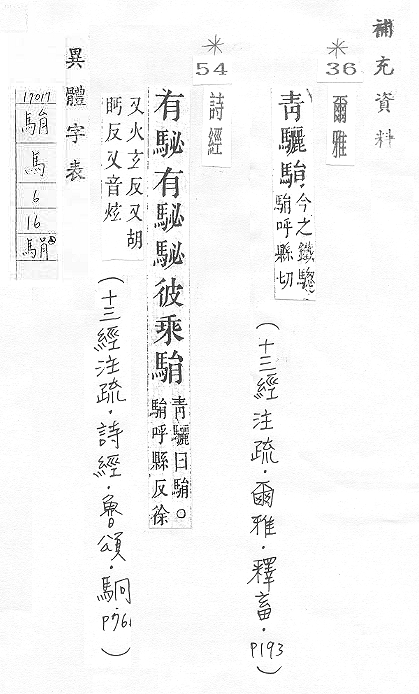 補充資料
＊
36
爾雅
青驪駽
今之鐵驄
駽呼縣切
(十三經注疏．爾雅．釋畜．P193)
＊
54
詩經
有駜有駜駜彼乘駽
青驪曰駽○
駽呼縣反徐
又火玄反又胡
眄反又音炫
(十三經注疏．詩經．魯頌．駉 P761)
異體字表
17017
駽
馬
6
16